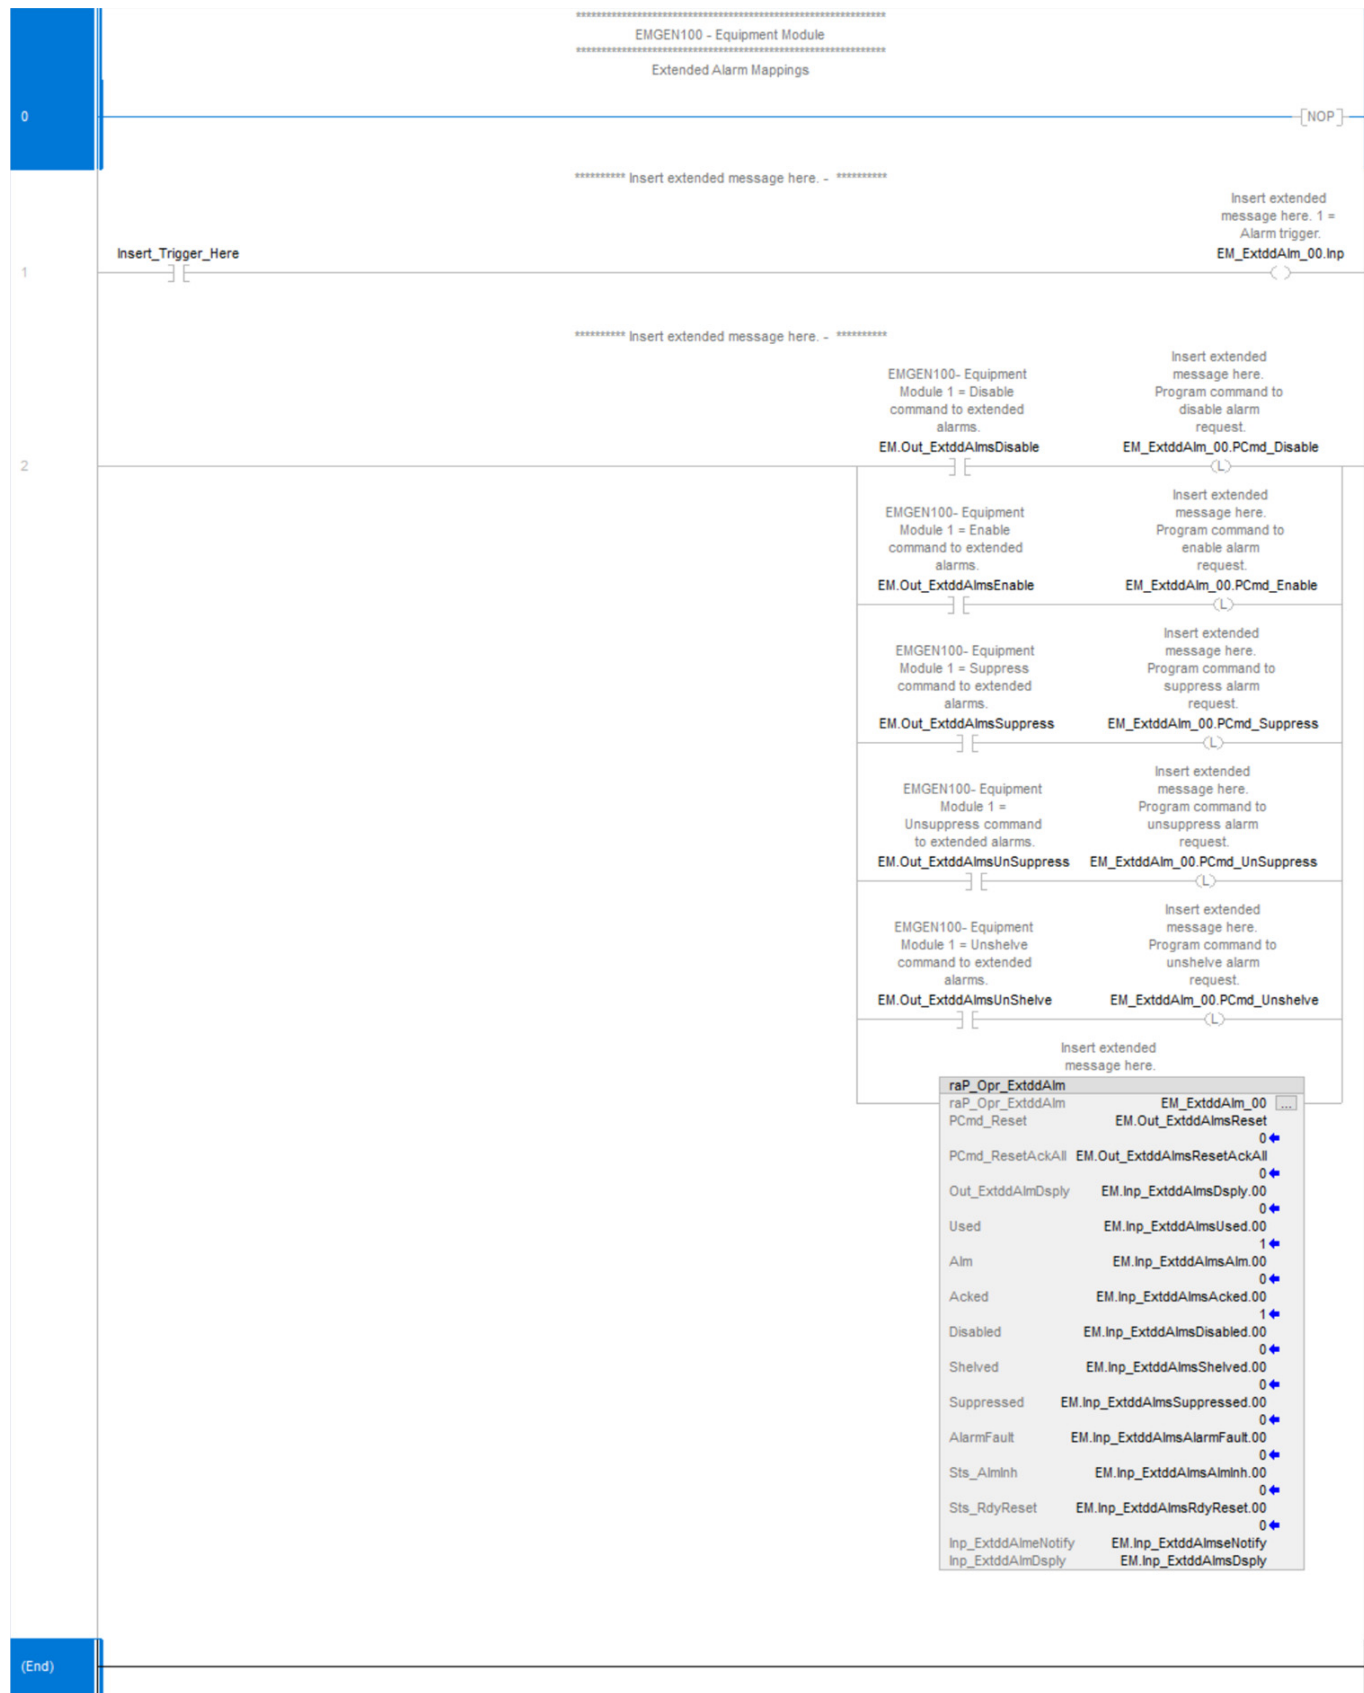 **************************************************************
EMGEN100 - Equipment Module
**************************************************************
Extended Alarm Mappings
0
NOP
********** Insert extended message here. - **********
Insert extended
message here. 1 =
Alarm trigger.
Insert_Trigger_Here
EM_ExtddAlm_00.Inp
1
********** Insert extended message here. - **********
EMGEN100- Equipment
Module 1 = Disable
command to extended
alarms.
EM.Out_ExtddAlmsDisable
Insert extended
message here.
Program command to
disable alarm
request.
EM_ExtddAlm_00.PCmd_Disable
2
L
EMGEN100- Equipment
Module 1 = Enable
command to extended
alarms.
EM.Out_ExtddAlmsEnable
Insert extended
message here.
Program command to
enable alarm
request.
EM_ExtddAlm_00.PCmd_Enable
L
EMGEN100- Equipment
Module 1 = Suppress
command to extended
alarms.
EM.Out_ExtddAlmsSuppress
Insert extended
message here.
Program command to
suppress alarm
request.
EM_ExtddAlm_00.PCmd_Suppress
L
EMGEN100- Equipment
Module 1 =
Unsuppress command
to extended alarms.
EM.Out_ExtddAlmsUnSuppress
Insert extended
message here.
Program command to
unsuppress alarm
request.
EM_ExtddAlm_00.PCmd_UnSuppress
L
EMGEN100- Equipment
Module 1 = Unshelve
command to extended
alarms.
EM.Out_ExtddAlmsUnShelve
Insert extended
message here.
Program command to
unshelve alarm
request.
EM_ExtddAlm_00.PCmd_Unshelve
L
Insert extended
message here.
raP_Opr_ExtddAlm
raP_Opr_ExtddAlm EM_ExtddAlm_00 ...
PCmd_Reset EM.Out_ExtddAlmsReset
0
PCmd_ResetAckAll EM.Out_ExtddAlmsResetAckAll
0
Out_ExtddAlmDsply EM.Inp_ExtddAlmsDsply.00
0
Used EM.Inp_ExtddAlmsUsed.00
1
Alm EM.Inp_ExtddAlmsAlm.00
0
Acked EM.Inp_ExtddAlmsAcked.00
1
Disabled EM.Inp_ExtddAlmsDisabled.00
0
Shelved EM.Inp_ExtddAlmsShelved.00
0
Suppressed EM.Inp_ExtddAlmsSuppressed.00
0
AlarmFault EM.Inp_ExtddAlmsAlarmFault.00
0
Sts_AlmInh EM.Inp_ExtddAlmsAlmInh.00
0
Sts_RdyReset EM.Inp_ExtddAlmsRdyReset.00
0
Inp_ExtddAlmeNotify EM.Inp_ExtddAlmseNotify
Inp_ExtddAlmDsply EM.Inp_ExtddAlmsDsply
(End)